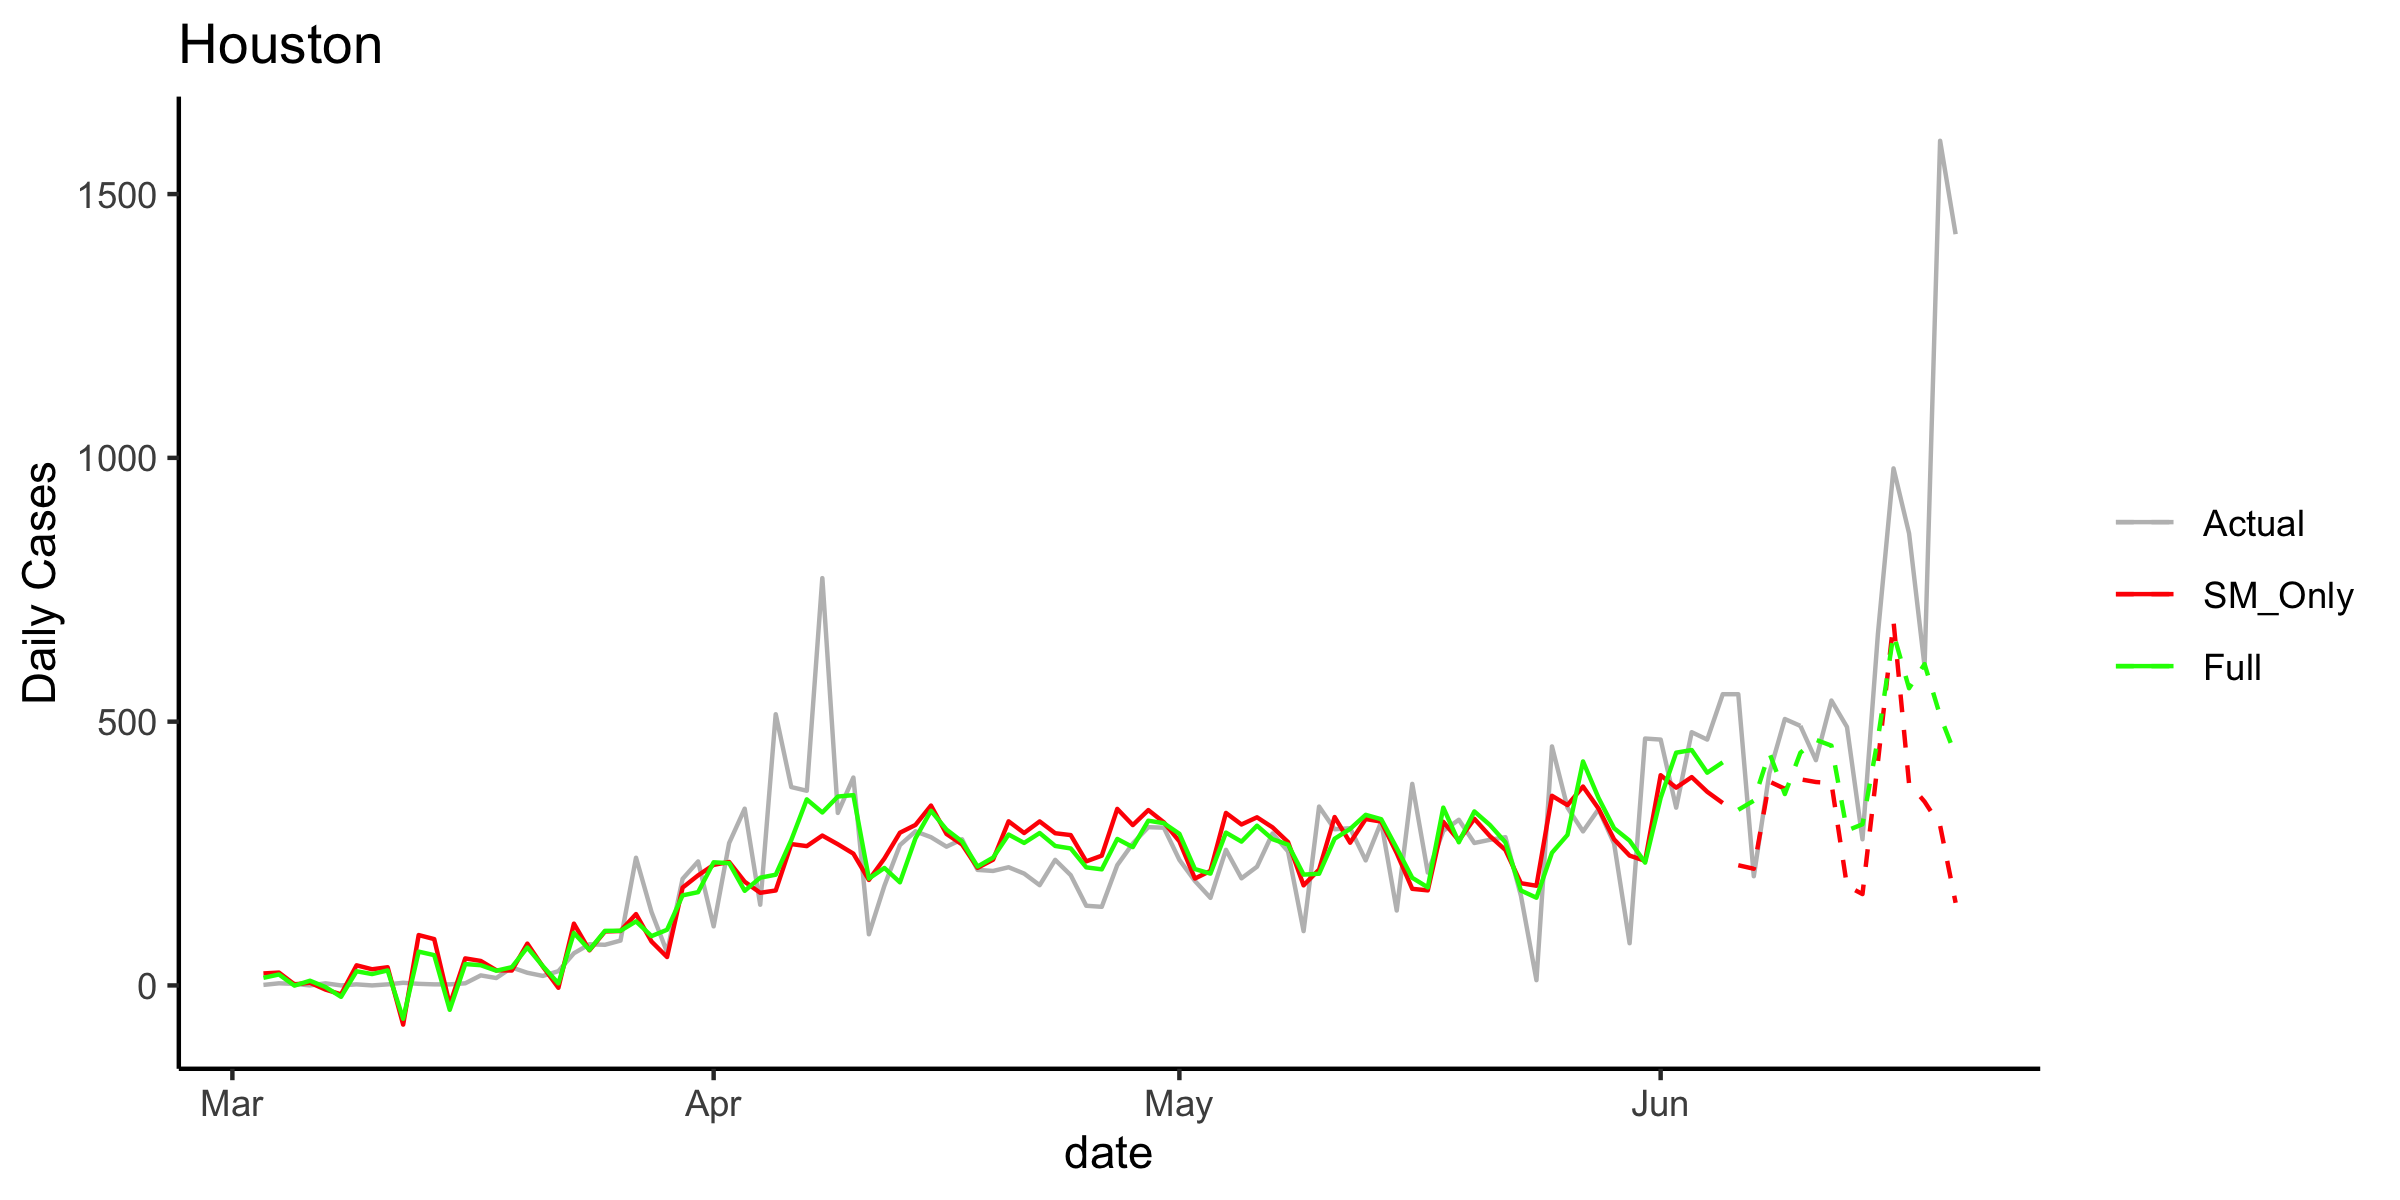 Houston
Daily Cases
1500
1000
500
0
Mar
Apr
May
Jun
date
Actual
SM_Only
Full